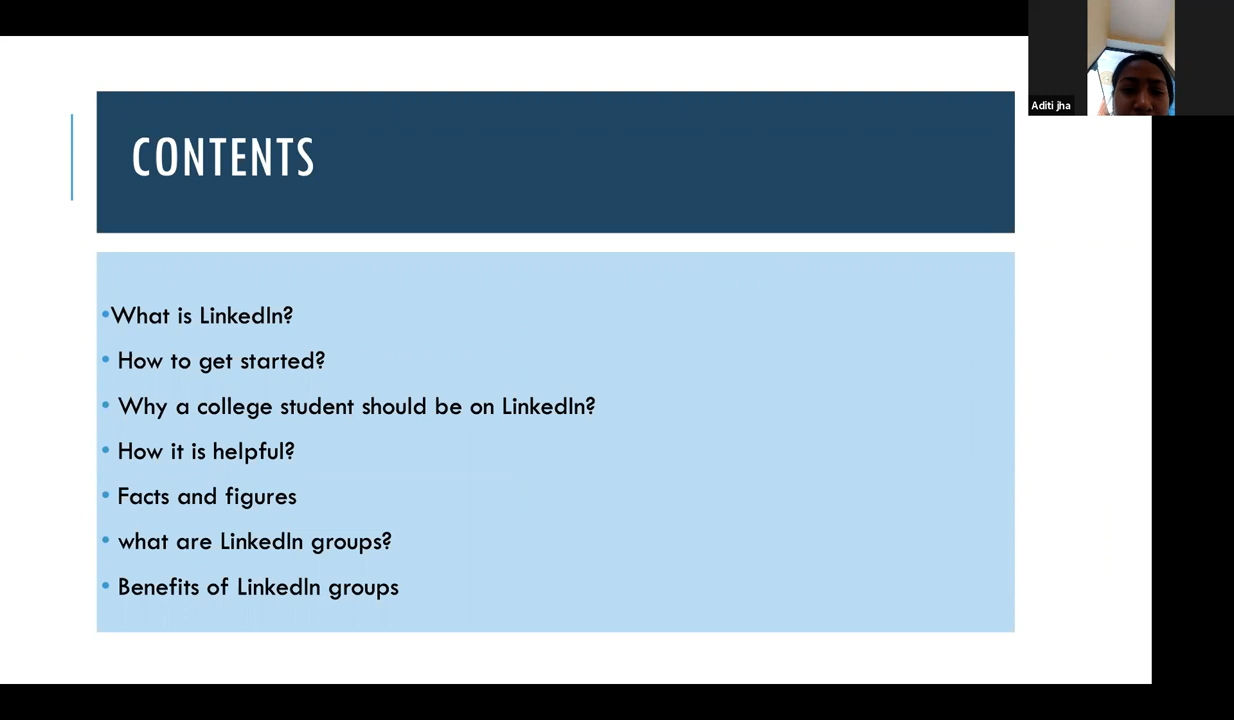 CONTENTS
•What is LinkedIn?
• How to get started?
• Why a college student should be on LinkedIn?
• How it is helpful?
• Facts and figures
• what are LinkedIn groups?
• Benefits of LinkedIn groups
Aditi jha